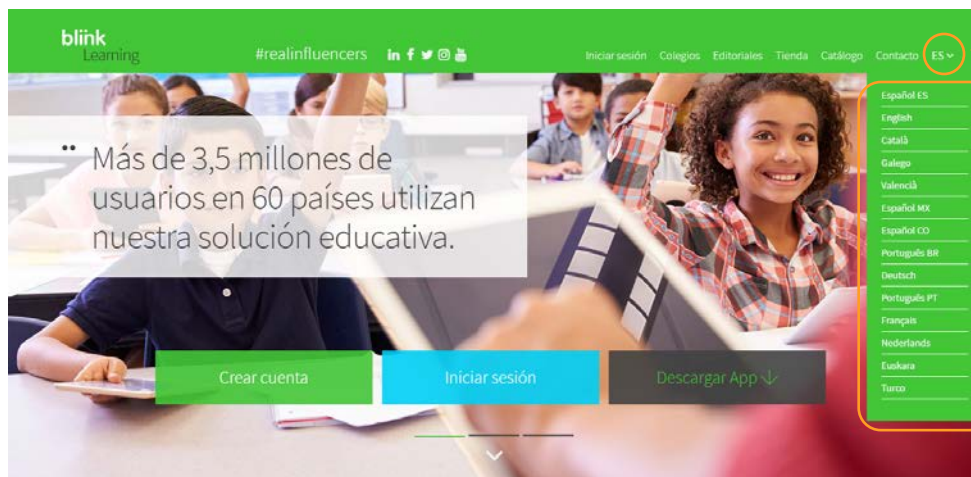 blink
Learning
#realinfluencers
Iniciar sesión Colegios Editoriales Tienda Catálogo Contacto ES
Español ES
English
Català
Galego
Valencià
Español MX
Español CO
Português BR
Deutsch
Português PT
Français
Nederlands
Euskara
Turco
Más de 3,5 millones de
usuarios en 60 países utilizan
nuestra solución educativa.
Crear cuenta
Iniciar sesión
Descargar App